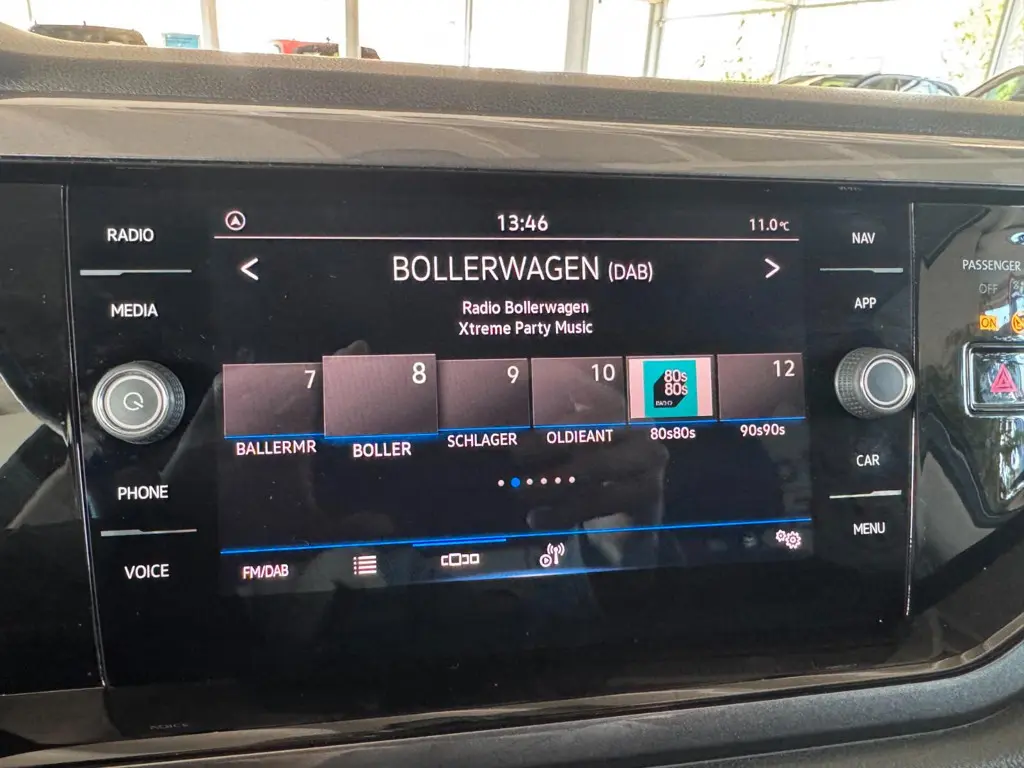 RADIO
MEDIA
PHONE
VOICE
13:46
11.0°C
< BOLLERWAGEN (DAB) >
Radio Bollerwagen
Xtreme Party Music
7 8 9 10 12
80s
80s
BALLERMR BOLLER SCHLAGER OLDIEANT 80s80s 90s90s
FM/DAB
NAV
APP
CAR
MENU
PASSENGER
OFF
ON